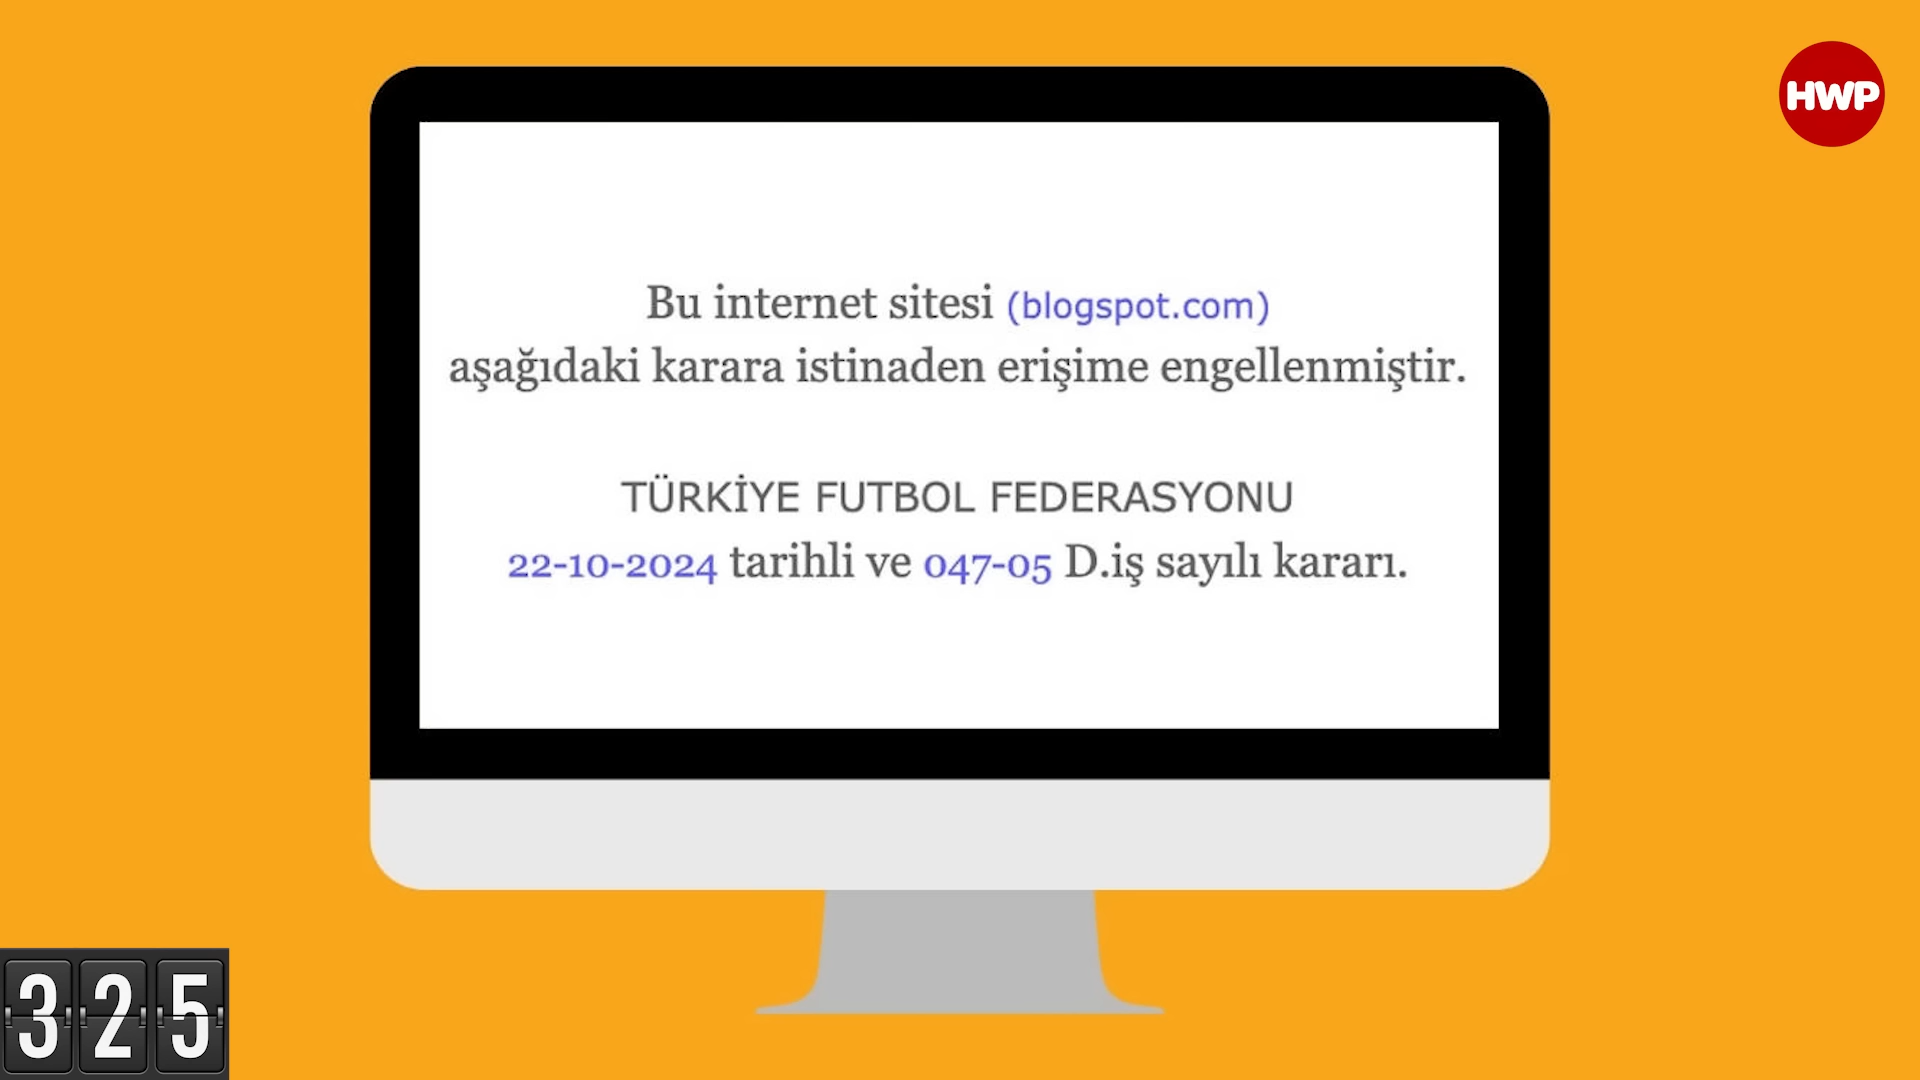 HWP
Bu internet sitesi (blogspot.com)
aşağıdaki karara istinaden erişime engellenmiştir.
TÜRKİYE FUTBOL FEDERASYONU
22-10-2024 tarihli ve 047-05 D.iş sayılı kararı.
325